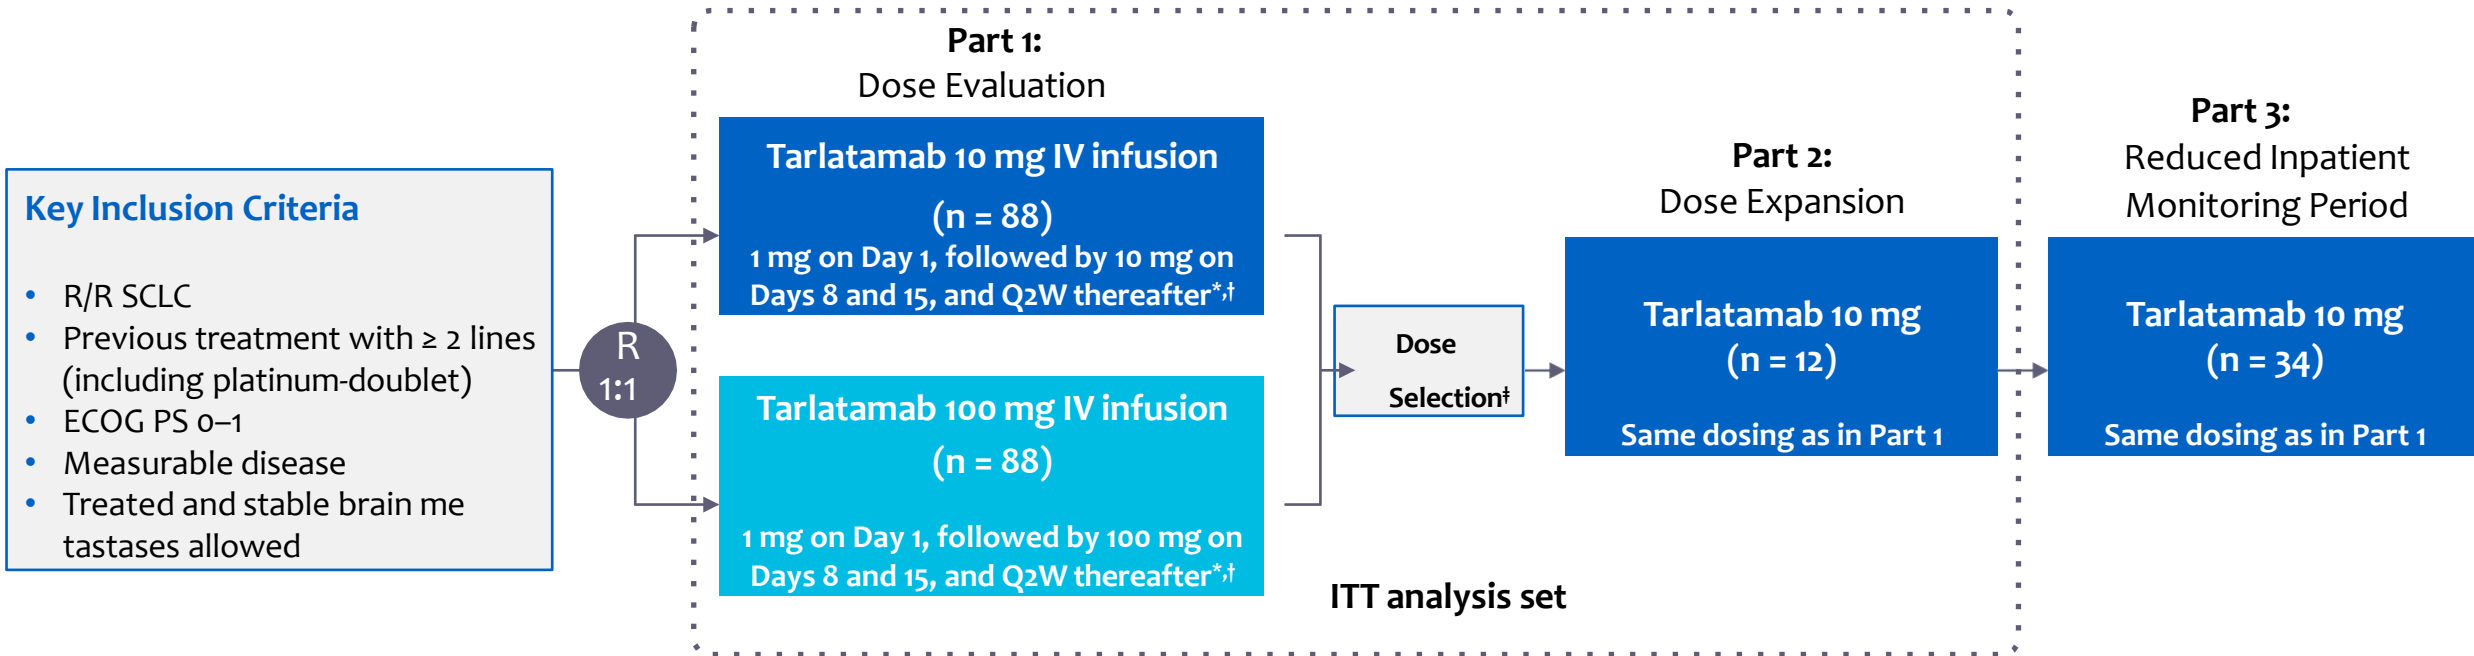 Key Inclusion Criteria
• R/R SCLC
• Previous treatment with ≥ 2 lines
(including platinum-doublet)
• ECOG PS 0–1
• Measurable disease
• Treated and stable brain me
tastases allowed
R
1:1
Part 1:
Dose Evaluation
Tarlatamab 10 mg IV infusion
(n = 88)
1 mg on Day 1, followed by 10 mg on
Days 8 and 15, and Q2W thereafter*,†
Tarlatamab 100 mg IV infusion
(n = 88)
1 mg on Day 1, followed by 100 mg on
Days 8 and 15, and Q2W thereafter*,†
Dose
Selection‡
Part 2:
Dose Expansion
Tarlatamab 10 mg
(n = 12)
Same dosing as in Part 1
ITT analysis set
Part 3:
Reduced Inpatient
Monitoring Period
Tarlatamab 10 mg
(n = 34)
Same dosing as in Part 1